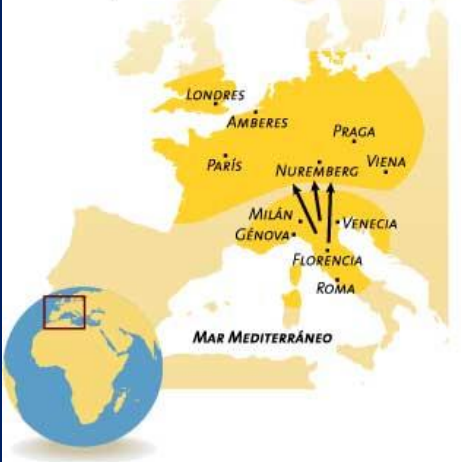 LONDRES
AMBERES
PRAGA
PARÍS
NUREMBERG
VIENA
MILÁN
VENECIA
GÉNOVA
FLORENCIA
ROMA
MAR MEDITERRÁNEO